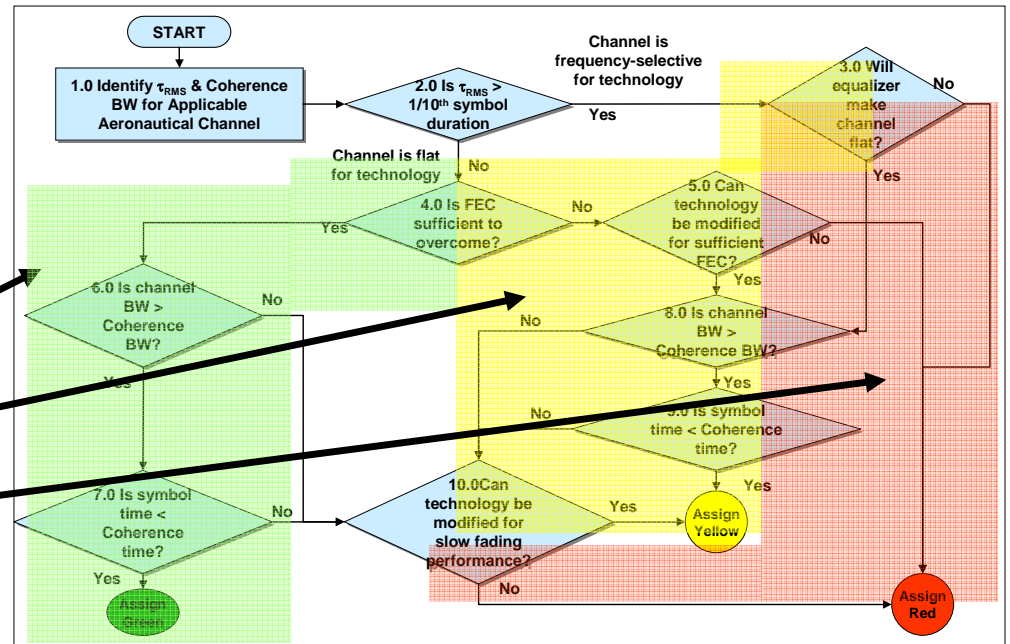 START
Channel is
frequency-selective
for technology
1.0 Identify τRMS & Coherence
BW for Applicable
Aeronautical Channel
2.0 Is τRMS >
1/10th symbol
duration
Yes
3.0 Will
equalizer
make
channel
flat?
No
Yes
Channel is flat
for technology
No
4.0 Is FEC
sufficient to
overcome?
Yes
No
5.0 Can
technology
be modified
for sufficient
FEC?
No
Yes
6.0 Is channel
BW >
Coherence
BW?
No
Yes
8.0 Is channel
BW >
Coherence BW?
No
Yes
9.0 Is symbol
time < Coherence
time?
No
Yes
7.0 Is symbol
time <
Coherence
time?
No
Yes
10.0Can
technology be
modified for
slow fading
performance?
Yes
No
Assign
Yellow
Assign
Green
Assign
Red